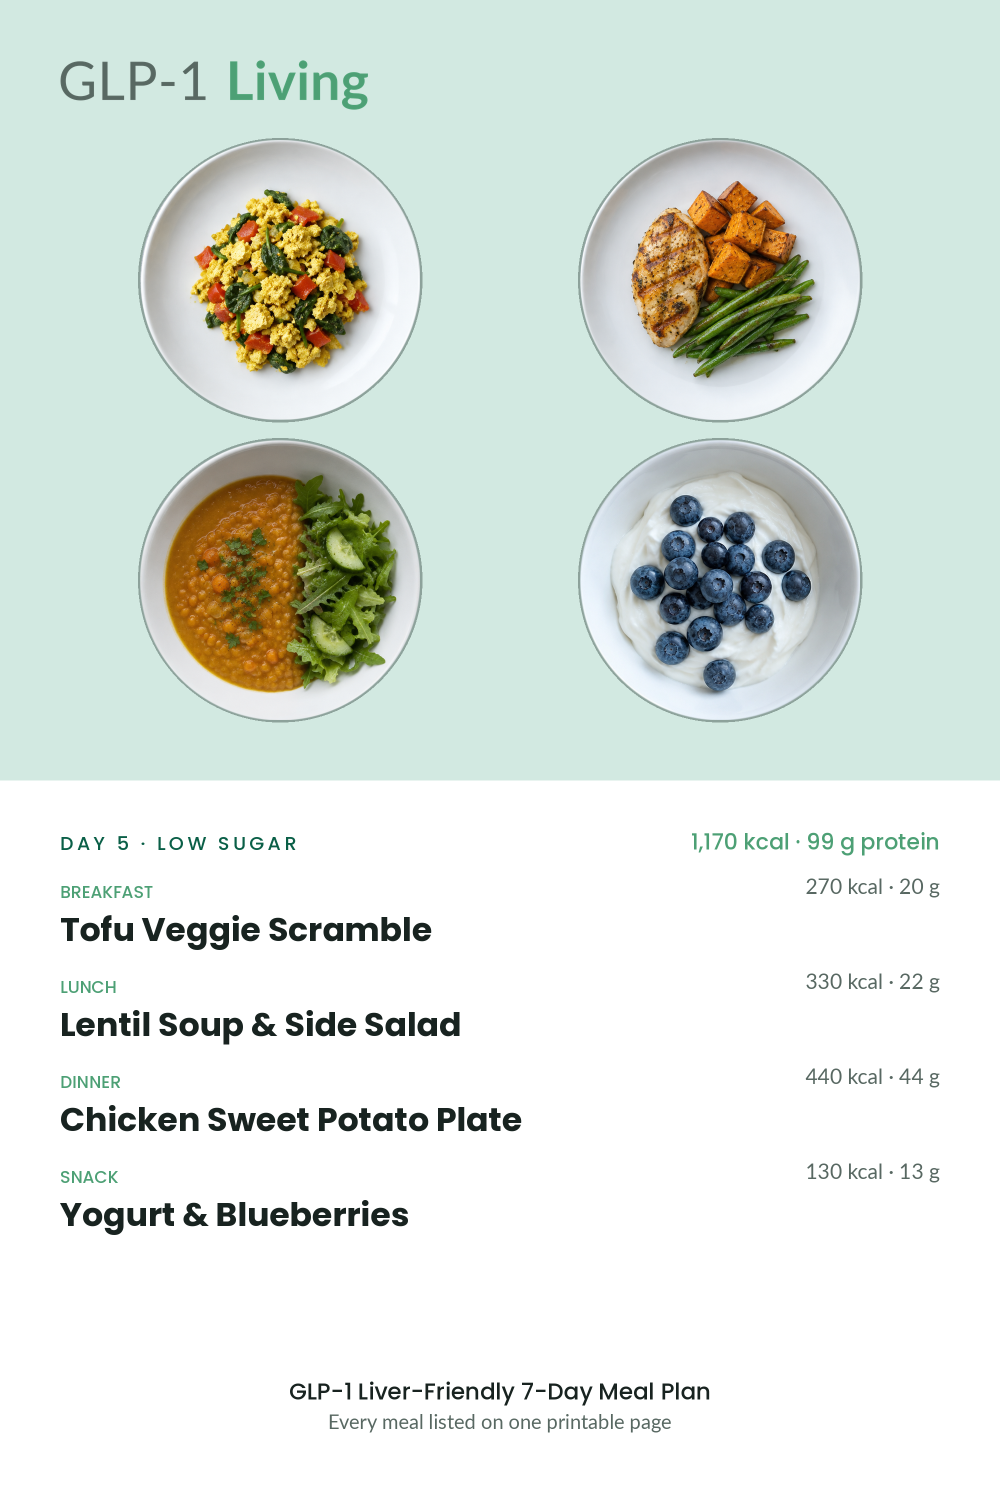 GLP-1 Living
DAY 5 · LOW SUGAR
1,170 kcal · 99 g protein
BREAKFAST
270 kcal · 20 g
Tofu Veggie Scramble
LUNCH
330 kcal · 22 g
Lentil Soup & Side Salad
DINNER
440 kcal · 44 g
Chicken Sweet Potato Plate
SNACK
130 kcal · 13 g
Yogurt & Blueberries
GLP-1 Liver-Friendly 7-Day Meal Plan
Every meal listed on one printable page